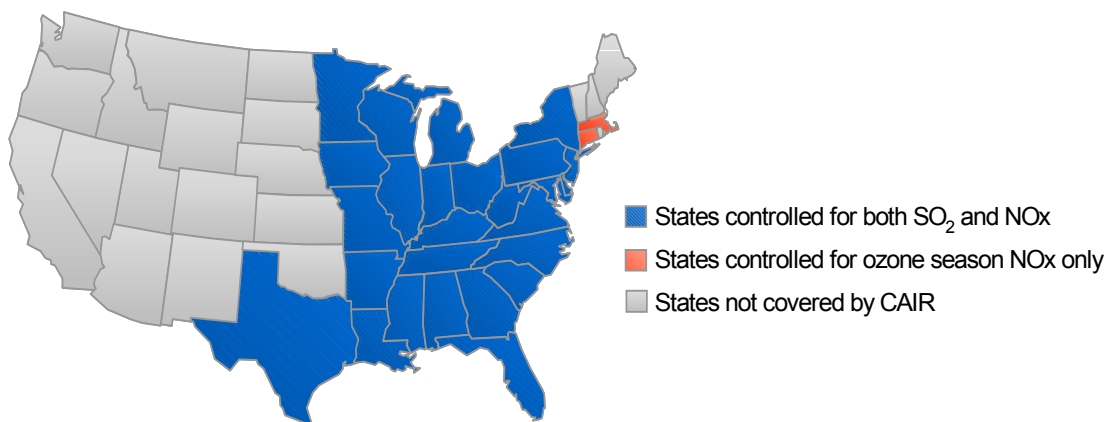 States controlled for both SO₂ and NOx
States controlled for ozone season NOx only
States not covered by CAIR